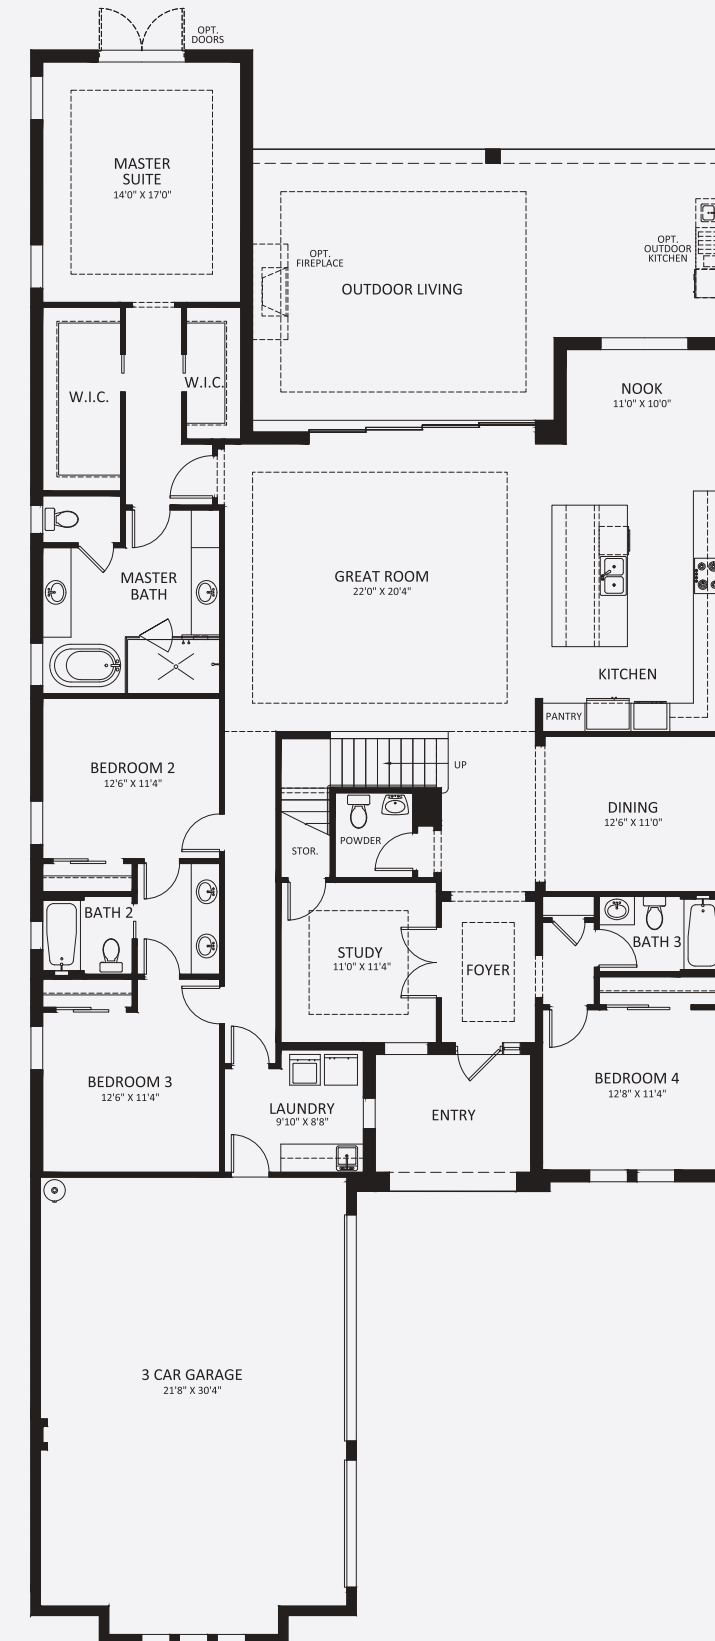 OPT.
DOORS
MASTER
SUITE
14'0" X 17'0"
OPT.
FIREPLACE
OPT.
OUTDOOR
KITCHEN
OUTDOOR LIVING
W.I.C.
W.I.C.
NOOK
11'0" X 10'0"
MASTER
BATH
GREAT ROOM
22'0" X 20'4"
KITCHEN
PANTRY
BEDROOM 2
12'6" X 11'4"
UP
DINING
12'6" X 11'0"
STOR.
POWDER
BATH 2
STUDY
11'0" X 11'4"
FOYER
BATH 3
BEDROOM 3
12'6" X 11'4"
LAUNDRY
9'10" X 8'8"
ENTRY
BEDROOM 4
12'8" X 11'4"
3 CAR GARAGE
21'8" X 30'4"